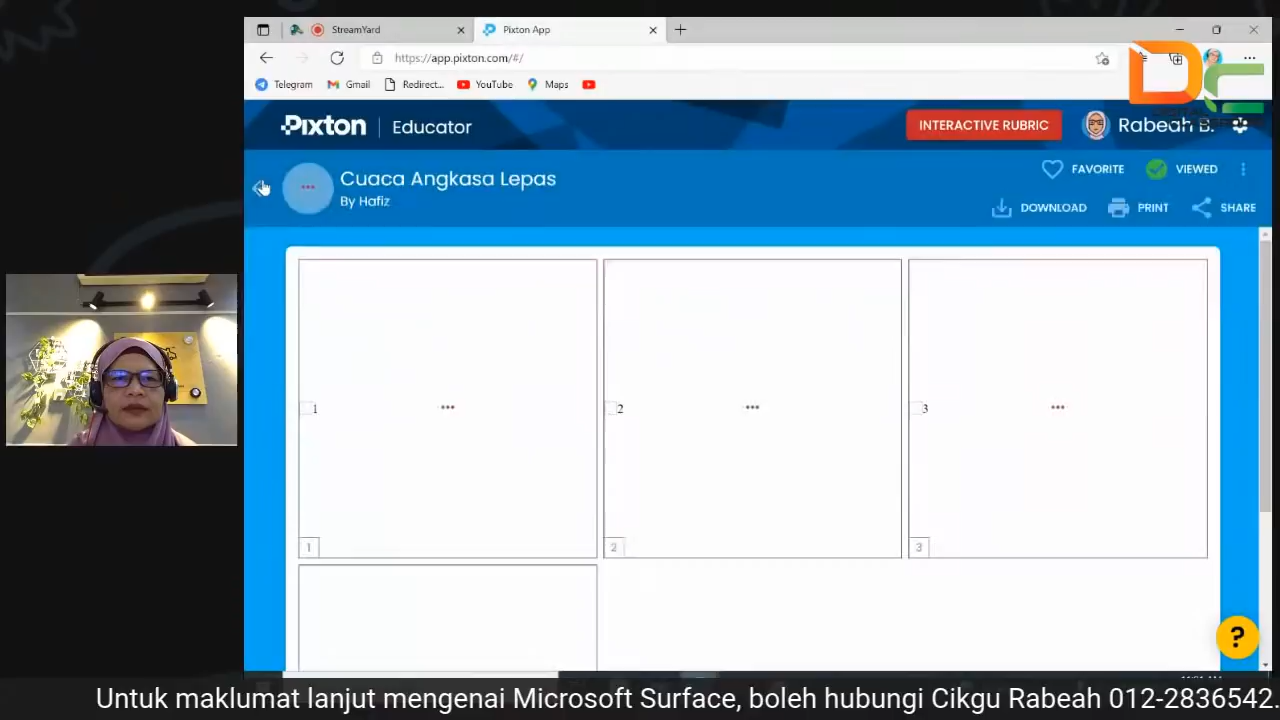 StreamYard
Pixton App
https://app.pixton.com/#/
Telegram
Gmail
Redirect...
YouTube
Maps
Pixton
Educator
INTERACTIVE RUBRIC
Rabeah B.
Cuaca Angkasa Lepas
By Hafiz
FAVORITE
VIEWED
DOWNLOAD
PRINT
SHARE
1
2
3
1
2
3
?
Untuk maklumat lanjut mengenai Microsoft Surface, boleh hubungi Cikgu Rabeah 012-2836542.